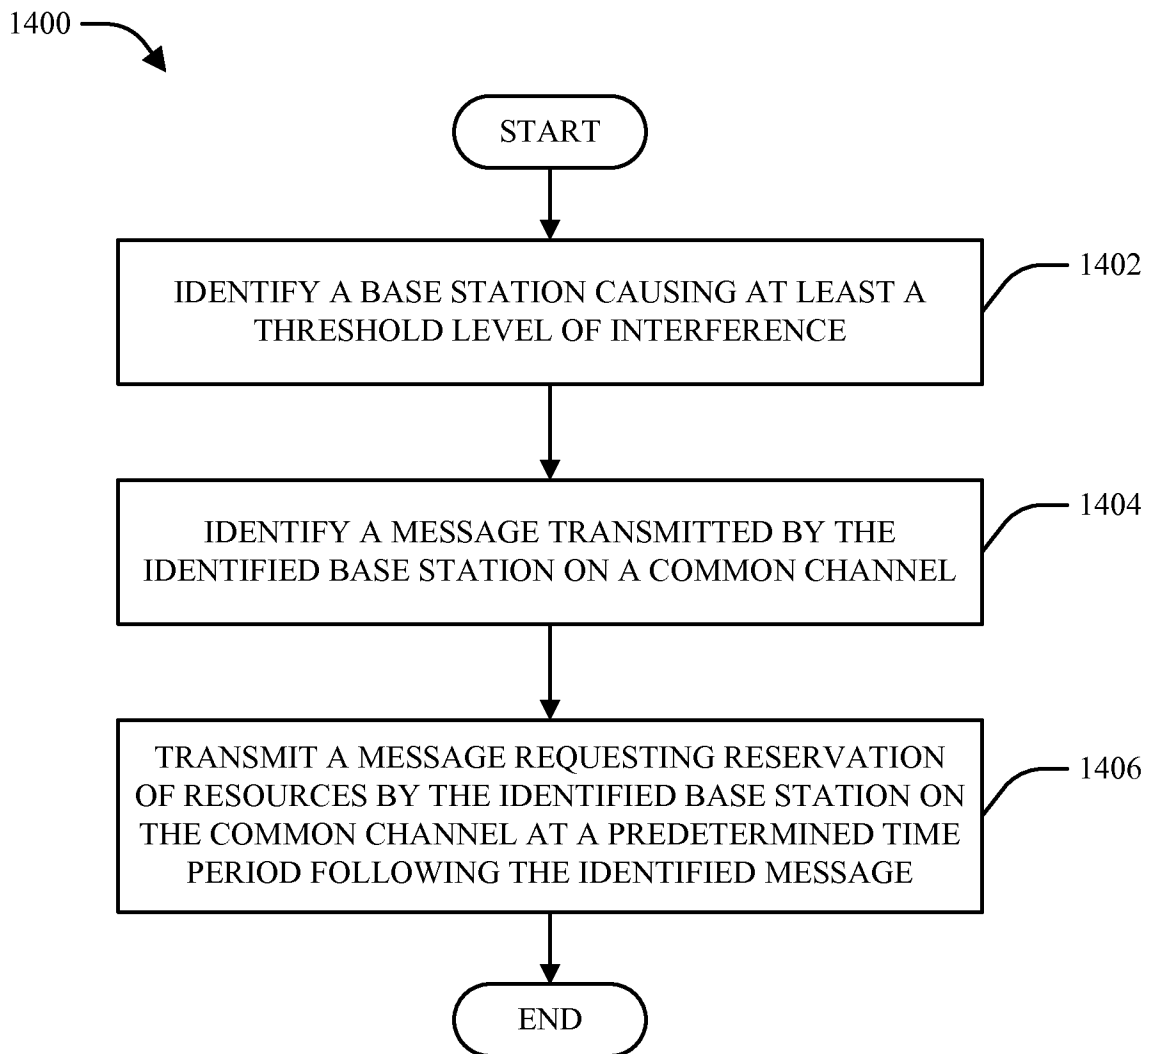 1400
START
IDENTIFY A BASE STATION CAUSING AT LEAST A
THRESHOLD LEVEL OF INTERFERENCE
1402
IDENTIFY A MESSAGE TRANSMITTED BY THE
IDENTIFIED BASE STATION ON A COMMON CHANNEL
1404
TRANSMIT A MESSAGE REQUESTING RESERVATION
OF RESOURCES BY THE IDENTIFIED BASE STATION ON
THE COMMON CHANNEL AT A PREDETERMINED TIME
PERIOD FOLLOWING THE IDENTIFIED MESSAGE
1406
END